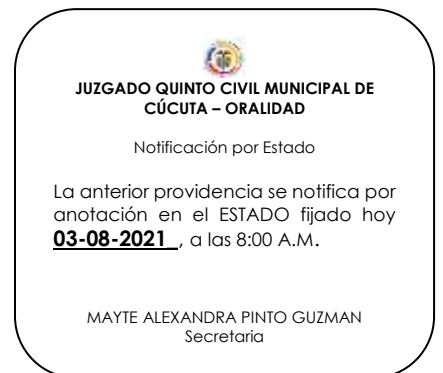 JUZGADO QUINTO CIVIL MUNICIPAL DE
CÚCUTA – ORALIDAD
Notificación por Estado
La anterior providencia se notifica por
anotación en el ESTADO fijado hoy
03-08-2021 , a las 8:00 A.M.
MAYTE ALEXANDRA PINTO GUZMAN
Secretaria